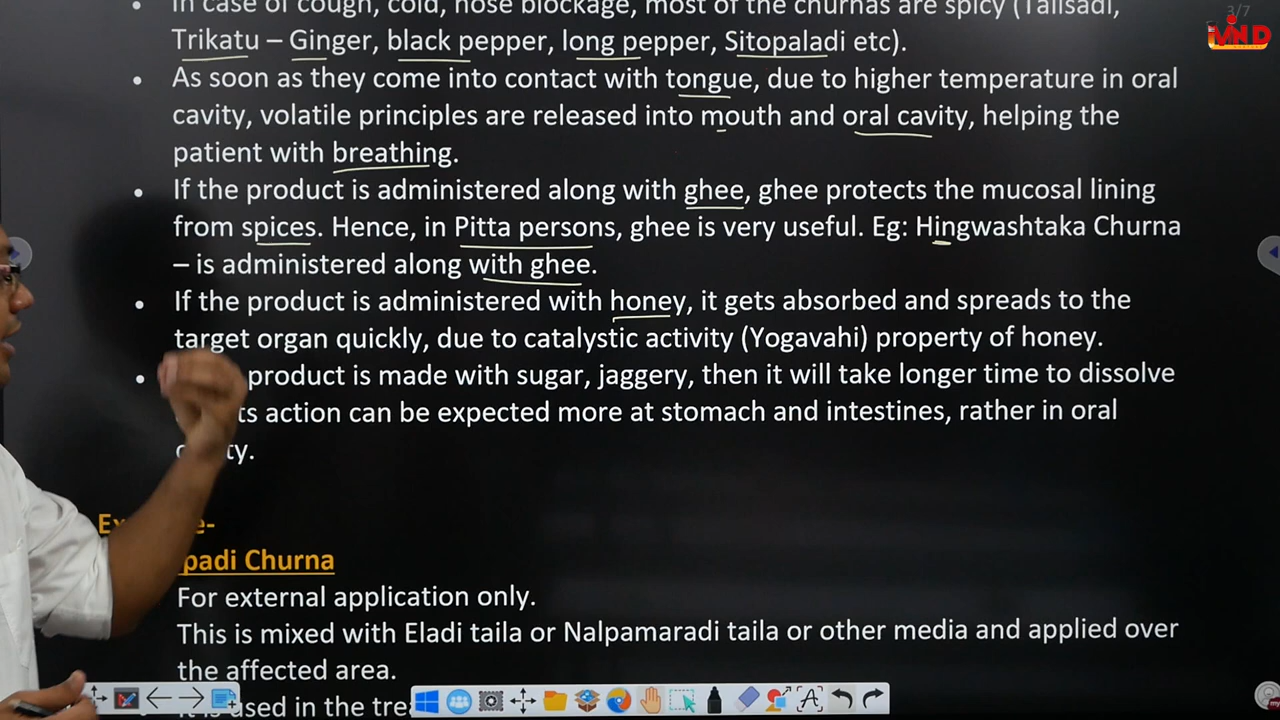 3/7
MIND
In case of cough, cold, nose blockage, most of the churnas are spicy (Talisadi,
Trikatu – Ginger, black pepper, long pepper, Sitopaladi etc).
As soon as they come into contact with tongue, due to higher temperature in oral
cavity, volatile principles are released into mouth and oral cavity, helping the
patient with breathing.
If the product is administered along with ghee, ghee protects the mucosal lining
from spices. Hence, in Pitta persons, ghee is very useful. Eg: Hingwashtaka Churna
– is administered along with ghee.
If the product is administered with honey, it gets absorbed and spreads to the
target organ quickly, due to catalystic activity (Yogavahi) property of honey.
product is made with sugar, jaggery, then it will take longer time to dissolve
action can be expected more at stomach and intestines, rather in oral
padi Churna
For external application only.
This is mixed with Eladi taila or Nalpamaradi taila or other media and applied over
the affected area.
used in the